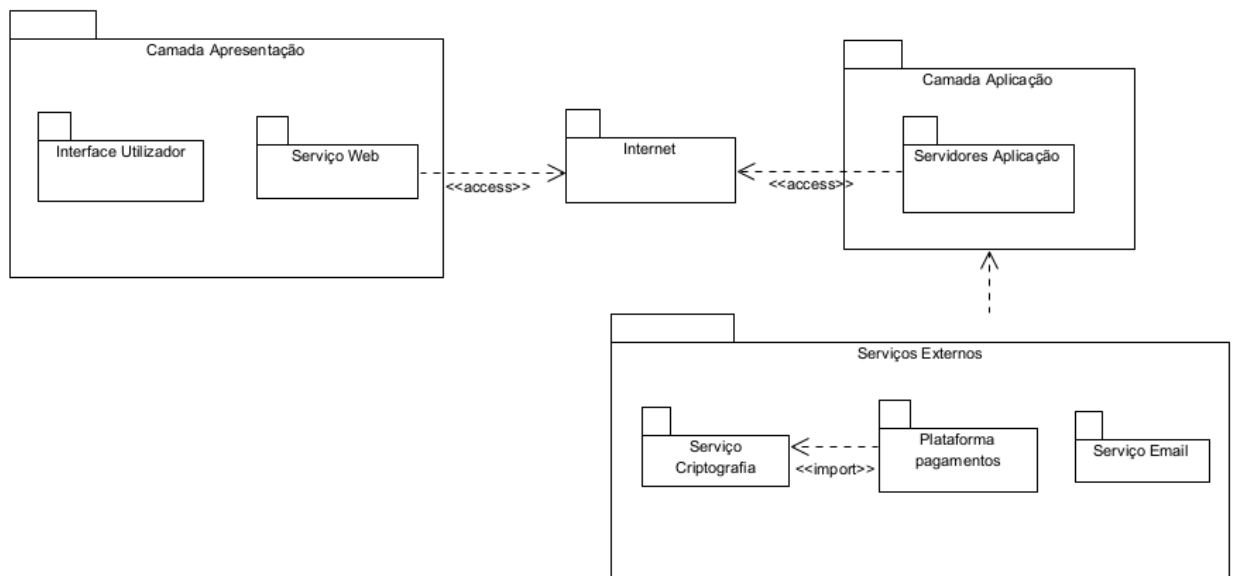 Camada Apresentação
Interface Utilizador
Serviço Web
<<access>>
Internet
<<access>>
Camada Aplicação
Servidores Aplicação
Serviços Externos
Serviço
Criptografia
<<import>>
Plataforma
pagamentos
Serviço Email